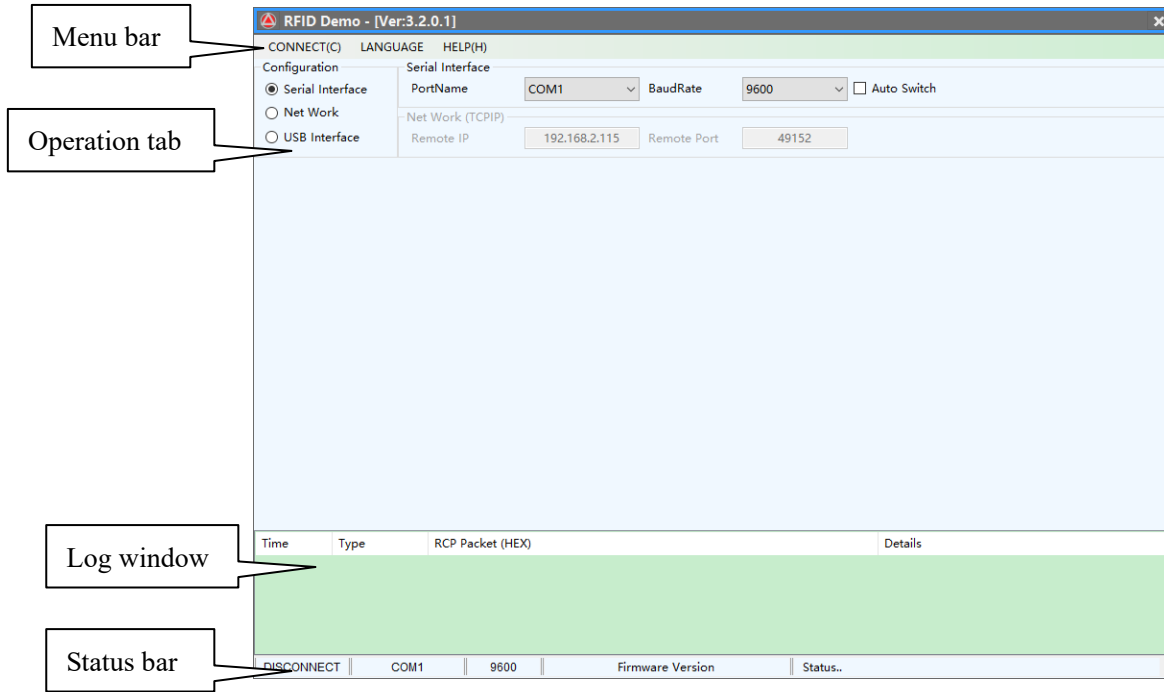 RFID Demo - [Ver:3.2.0.1]
Menu bar
CONNECT(C) LANGUAGE HELP(H)
Configuration Serial Interface
Serial Interface PortName COM1 BaudRate 9600 Auto Switch
Net Work Net Work (TCPIP)
Operation tab
USB Interface Remote IP 192.168.2.115 Remote Port 49152
Time Type RCP Packet (HEX) Details
Log window
Status bar
DISCONNECT COM1 9600 Firmware Version Status..